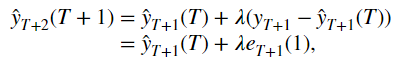 ŷ_{T+2}(T + 1) = ŷ_{T+1}(T) + λ(y_{T+1} − ŷ_{T+1}(T))
= ŷ_{T+1}(T) + λe_{T+1}(1),